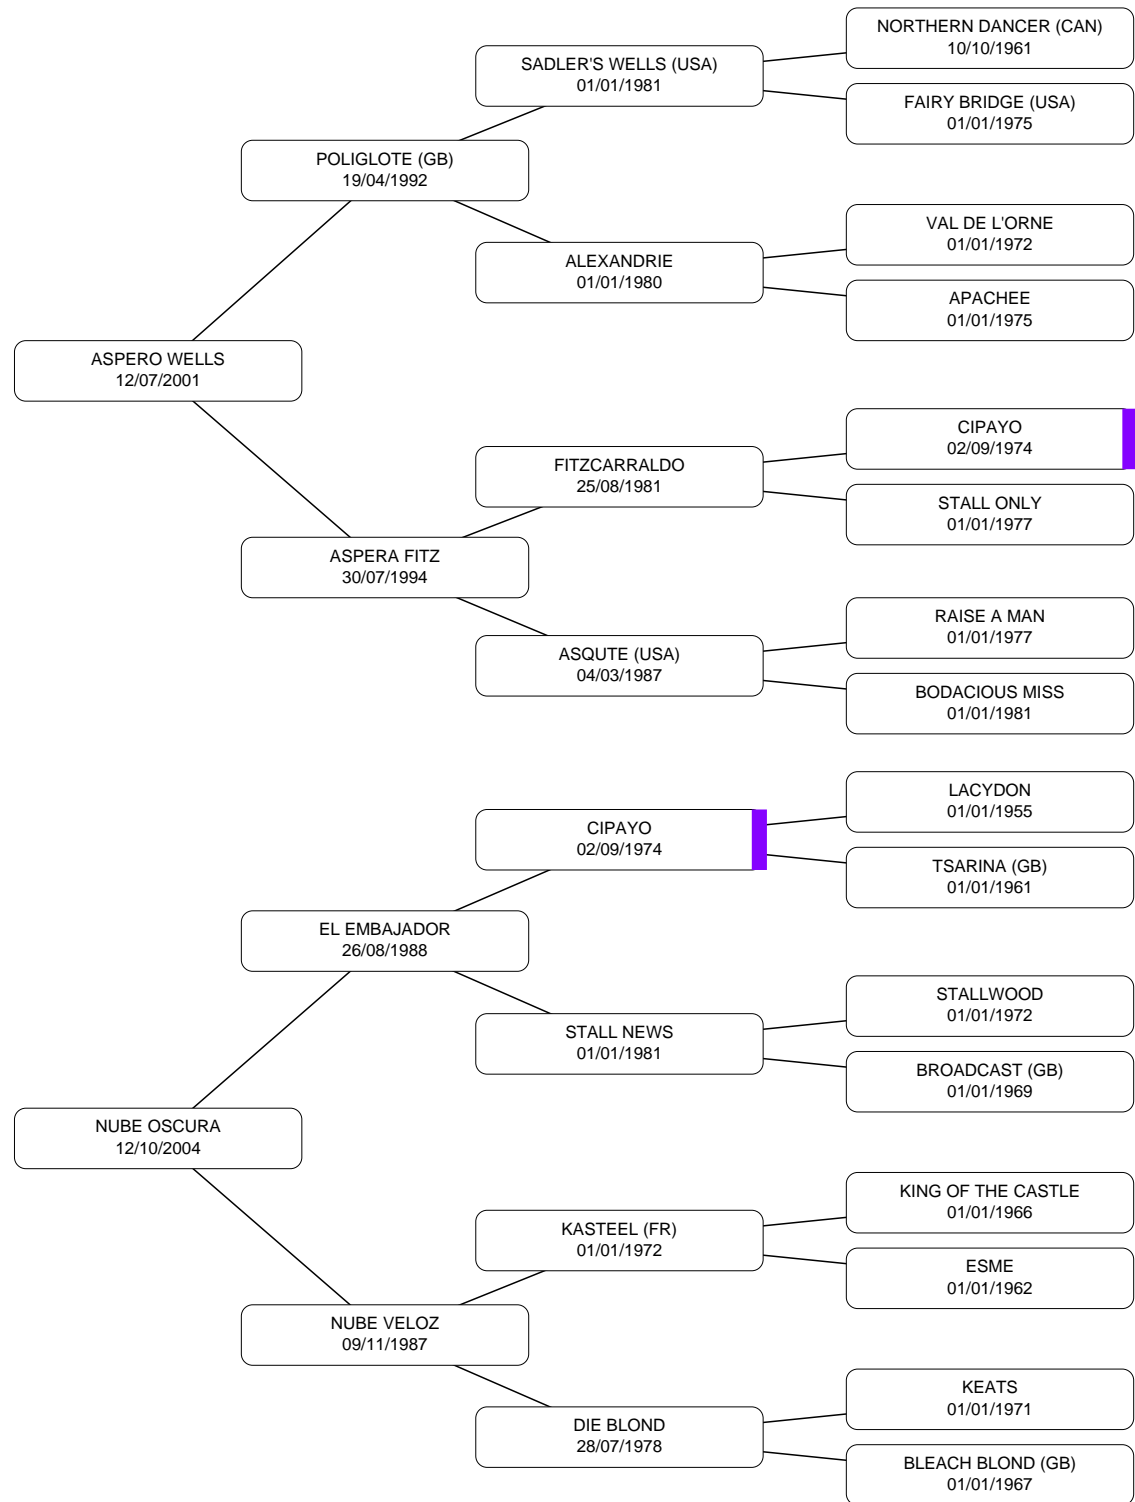 NORTHERN DANCER (CAN)
10/10/1961
SADLER'S WELLS (USA)
01/01/1981
FAIRY BRIDGE (USA)
01/01/1975
POLIGLOTE (GB)
19/04/1992
VAL DE L'ORNE
01/01/1972
ALEXANDRIE
01/01/1980
APACHEE
01/01/1975
ASPERO WELLS
12/07/2001
CIPAYO
02/09/1974
FITZCARRALDO
25/08/1981
STALL ONLY
01/01/1977
ASPERA FITZ
30/07/1994
RAISE A MAN
01/01/1977
ASQUTE (USA)
04/03/1987
BODACIOUS MISS
01/01/1981
LACYDON
01/01/1955
CIPAYO
02/09/1974
TSARINA (GB)
01/01/1961
EL EMBAJADOR
26/08/1988
STALLWOOD
01/01/1972
STALL NEWS
01/01/1981
BROADCAST (GB)
01/01/1969
NUBE OSCURA
12/10/2004
KING OF THE CASTLE
01/01/1966
KASTEEL (FR)
01/01/1972
ESME
01/01/1962
NUBE VELOZ
09/11/1987
KEATS
01/01/1971
DIE BLOND
28/07/1978
BLEACH BLOND (GB)
01/01/1967